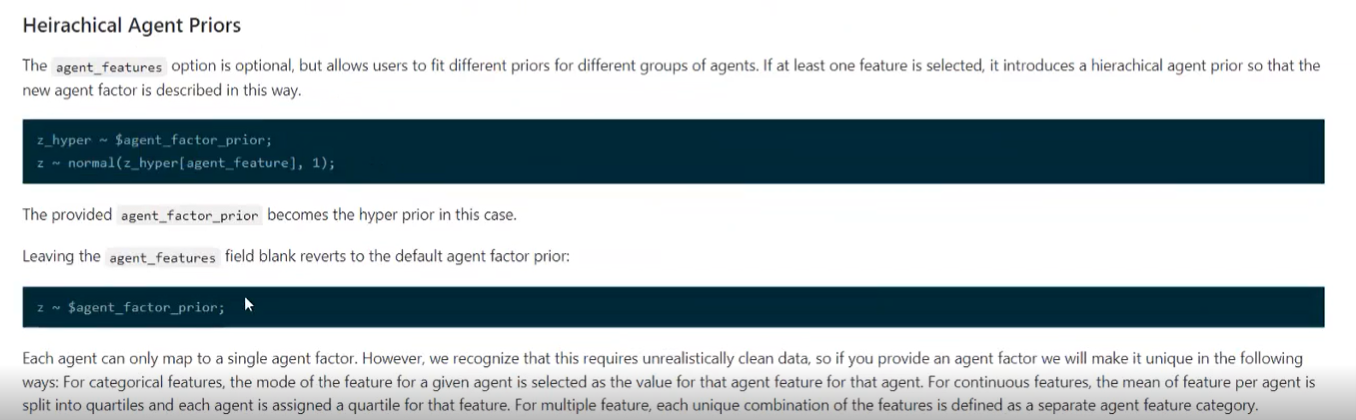 Heirachical Agent Priors
The agent_features option is optional, but allows users to fit different priors for different groups of agents. If at least one feature is selected, it introduces a hierachical agent prior so that the
new agent factor is described in this way.
z_hyper ~ $agent_factor_prior;
z ~ normal(z_hyper[agent_feature], 1);
The provided agent_factor_prior becomes the hyper prior in this case.
Leaving the agent_features field blank reverts to the default agent factor prior:
z ~ $agent_factor_prior;
Each agent can only map to a single agent factor. However, we recognize that this requires unrealistically clean data, so if you provide an agent factor we will make it unique in the following
ways: For categorical features, the mode of the feature for a given agent is selected as the value for that agent feature for that agent. For continuous features, the mean of feature per agent is
split into quartiles and each agent is assigned a quartile for that feature. For multiple feature, each unique combination of the features is defined as a separate agent feature category.